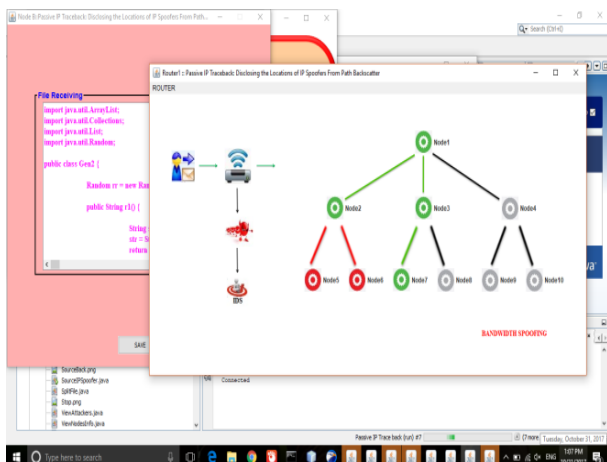 Node B:Passive IP Traceback: Disclosing the Locations of IP Spoofers From Path...
Search (Ctrl+I)
File Receiving
import java.util.ArrayList;
import java.util.Collections;
import java.util.List;
import java.util.Random;
public class Gen2 {
Random rr = new Ran
public String r1() {
String
str = S
return
SAVE
Router1 :: Passive IP Traceback: Disclosing the Locations of IP Spoofers From Path Backscatter
ROUTER
IDS
Node1
Node2
Node3
Node4
Node5
Node6
Node7
Node8
Node9
Node10
BANDWIDTH SPOOFING
SourceBack.png
SourceIPSpoofer.java
SplitFile.java
Stop.png
ViewAttackers.java
ViewNodesInfo.java
Connected
Passive IP Trace back (run) #7
(7 more
Tuesday, October 31, 2017
Type here to search
ENG
1:07 PM